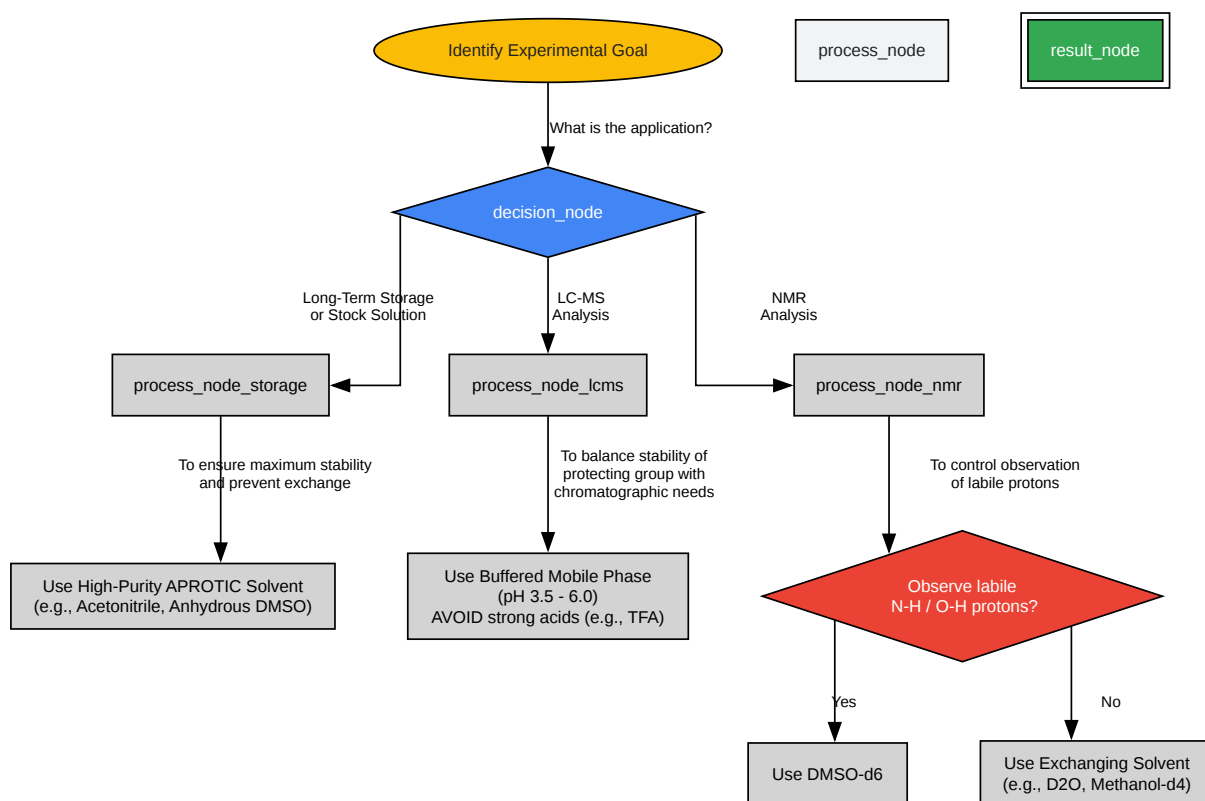 Identify Experimental Goal
process_node
result_node
What is the application?
decision_node
Long-Term Storage
or Stock Solution
LC-MS
Analysis
NMR
Analysis
process_node_storage
process_node_lcms
process_node_nmr
To ensure maximum stability
and prevent exchange
To balance stability of
protecting group with
chromatographic needs
To control observation
of labile protons
Use High-Purity APROTIC Solvent
(e.g., Acetonitrile, Anhydrous DMSO)
Use Buffered Mobile Phase
(pH 3.5 - 6.0)
AVOID strong acids (e.g., TFA)
Observe labile
N-H / O-H protons?
Yes
No
Use DMSO-d6
Use Exchanging Solvent
(e.g., D2O, Methanol-d4)